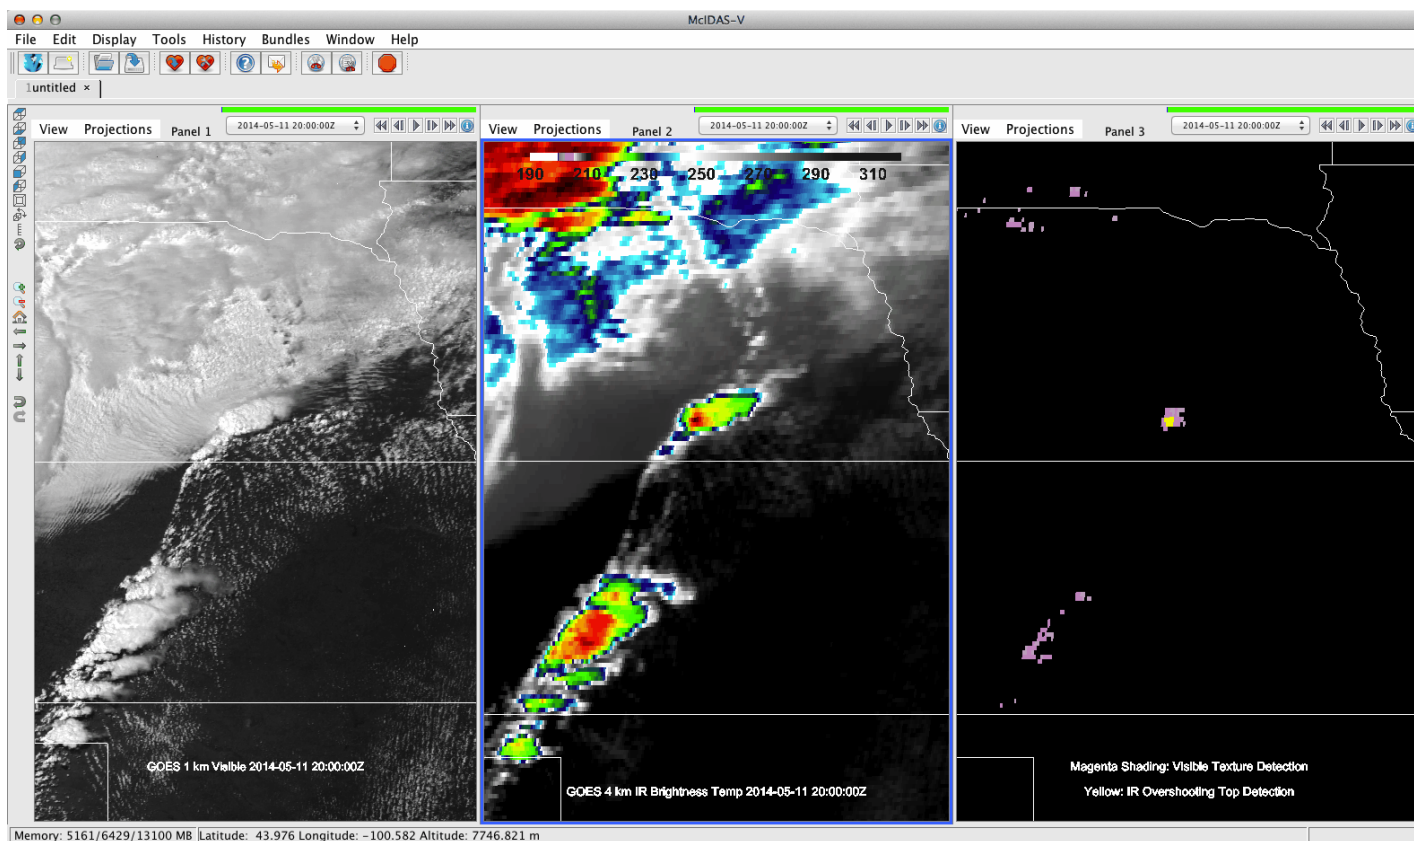 McIDAS-V
File Edit Display Tools History Bundles Window Help
1untitled ×
View Projections Panel 1 2014-05-11 20:00:00Z
View Projections Panel 2 2014-05-11 20:00:00Z
View Projections Panel 3 2014-05-11 20:00:00Z
190 210 230 250 270 290 310
GOES 1 km Visible 2014-05-11 20:00:00Z
GOES 4 km IR Brightness Temp 2014-05-11 20:00:00Z
Magenta Shading: Visible Texture Detection
Yellow: IR Overshooting Top Detection
Memory: 5161/6429/13100 MB Latitude: 43.976 Longitude: -100.582 Altitude: 7746.821 m